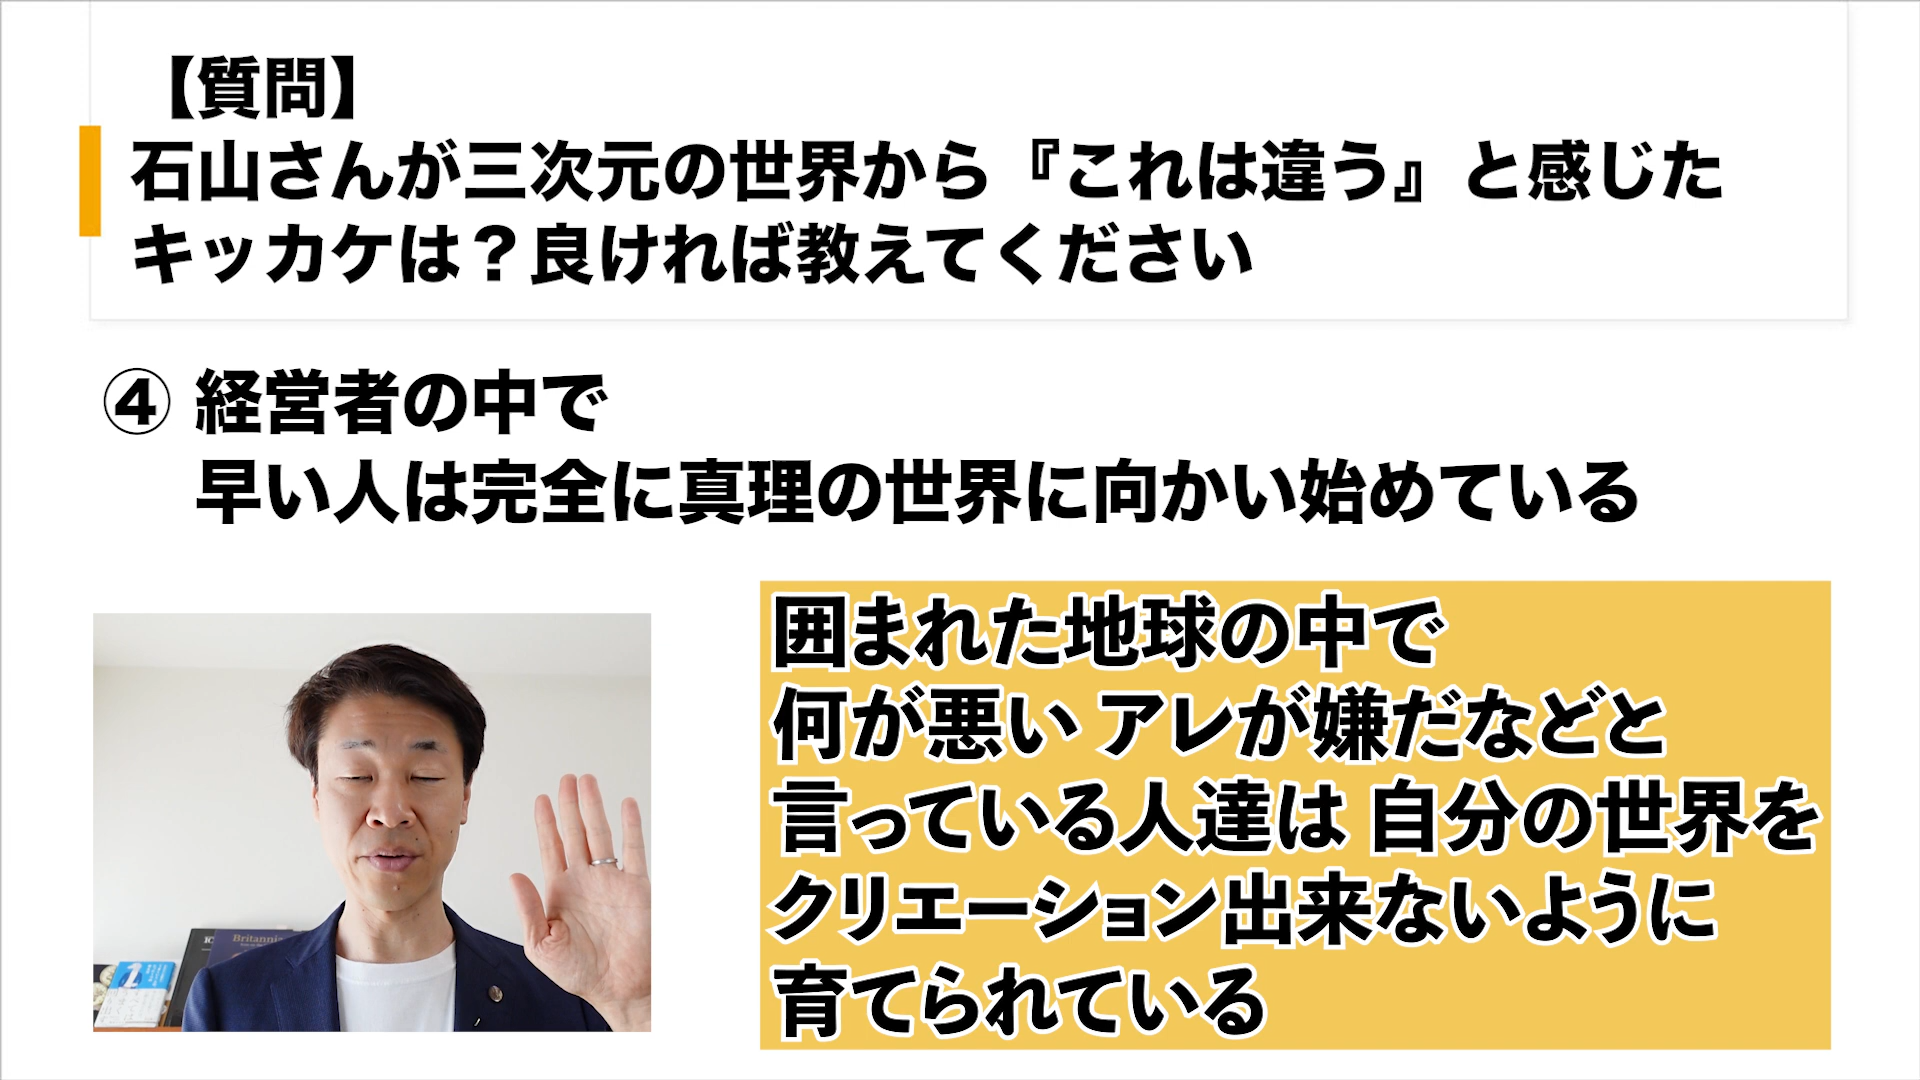 【質問】
石山さんが三次元の世界から『これは違う』と感じた
キッカケは？良ければ教えてください
④ 経営者の中で
早い人は完全に真理の世界に向かい始めている
囲まれた地球の中で
何が悪い アレが嫌だなどと
言っている人達は 自分の世界を
クリエーション出来ないように
育てられている
Britannia